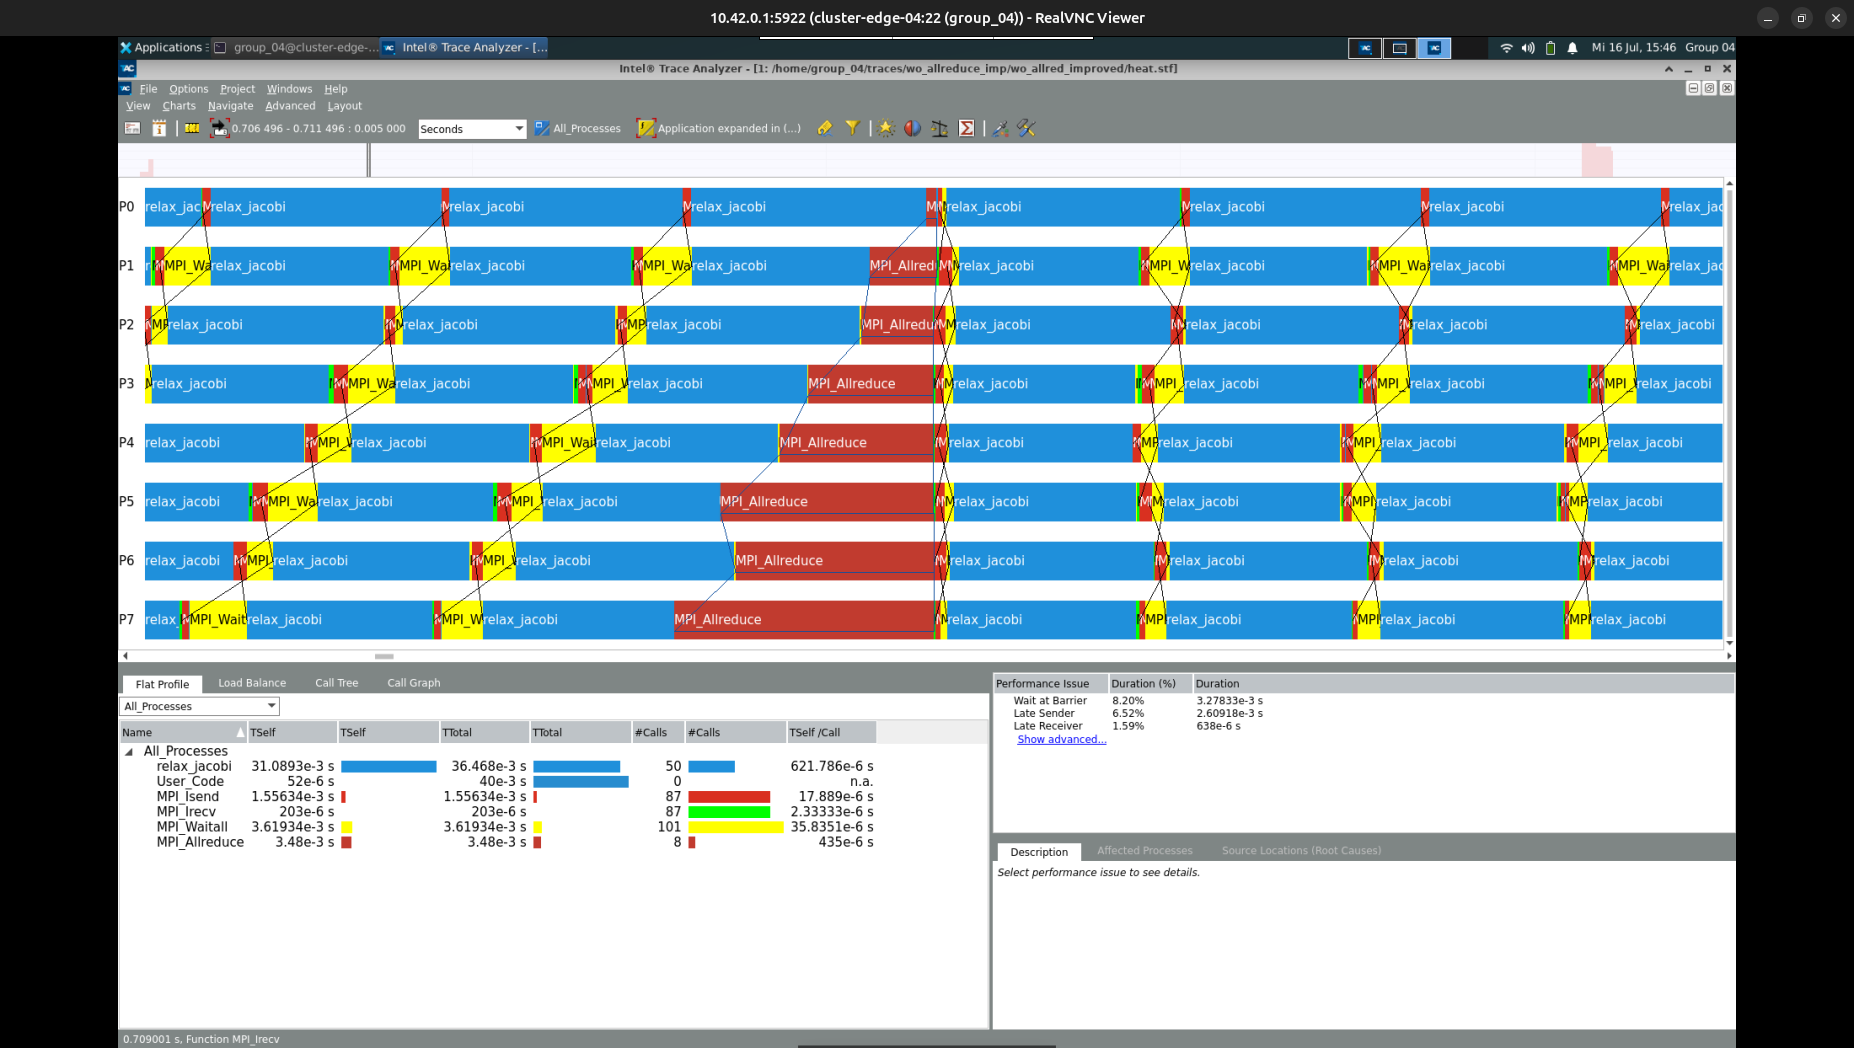 10.42.0.1:5922 (cluster-edge-04:22 (group_04)) - RealVNC Viewer
Applications
group_04@cluster-edge-...
Intel® Trace Analyzer - [...
Mi 16 Jul, 15:46 Group 04
Intel® Trace Analyzer - [1: /home/group_04/traces/wo_allreduce_imp/wo_allred_improved/heat.stf]
File Options Project Windows Help
View Charts Navigate Advanced Layout
0.706 496 - 0.711 496 : 0.005 000 Seconds All_Processes Application expanded in (...)
P0 relax_jac M relax_jacobi M relax_jacobi M relax_jacobi M relax_jacobi M relax_jacobi M relax_jacobi M relax_jac
P1 MPI_Wa relax_jacobi MPI_Wai relax_jacobi MPI_Wa relax_jacobi MPI_Allred M relax_jacobi MPI_W relax_jacobi MPI_Wa relax_jacobi MPI_Wai relax_jac
P2 MP relax_jacobi M relax_jacobi MP relax_jacobi MPI_Allredu M relax_jacobi M relax_jacobi M relax_jacobi M relax_jacobi
P3 relax_jacobi MPI_Wa relax_jacobi MPI_W relax_jacobi MPI_Allreduce M relax_jacobi MPI_ relax_jacobi MPI_ relax_jacobi MPI_ relax_jacobi
P4 relax_jacobi MPI_W relax_jacobi MPI_Wai relax_jacobi MPI_Allreduce M relax_jacobi MP relax_jacobi MPI_ relax_jacobi MPI_ relax_jacobi
P5 relax_jacobi MPI_Wa relax_jacobi MPI_ relax_jacobi MPI_Allreduce M relax_jacobi M relax_jacobi MPI relax_jacobi MP relax_jacobi
P6 relax_jacobi MPI_ relax_jacobi MPI_ relax_jacobi MPI_Allreduce M relax_jacobi M relax_jacobi M relax_jacobi M relax_jacobi
P7 relax_ MPI_Wait relax_jacobi MPI_W relax_jacobi MPI_Allreduce M relax_jacobi MPI relax_jacobi MPI relax_jacobi MPI relax_jacobi
Flat Profile Load Balance Call Tree Call Graph
All_Processes
Name TSelf TSelf TTotal TTotal #Calls #Calls TSelf /Call
All_Processes
relax_jacobi 31.0893e-3 s 36.468e-3 s 50 621.786e-6 s
User_Code 52e-6 s 40e-3 s 0 n.a.
MPI_Isend 1.55634e-3 s 1.55634e-3 s 87 17.889e-6 s
MPI_Irecv 203e-6 s 203e-6 s 87 2.33333e-6 s
MPI_Waitall 3.61934e-3 s 3.61934e-3 s 101 35.8351e-6 s
MPI_Allreduce 3.48e-3 s 3.48e-3 s 8 435e-6 s
Performance Issue Duration (%) Duration
Wait at Barrier 8.20% 3.27833e-3 s
Late Sender 6.52% 2.60918e-3 s
Late Receiver 1.59% 638e-6 s
Show advanced...
Description Affected Processes Source Locations (Root Causes)
Select performance issue to see details.
0.709001 s, Function MPI_Irecv